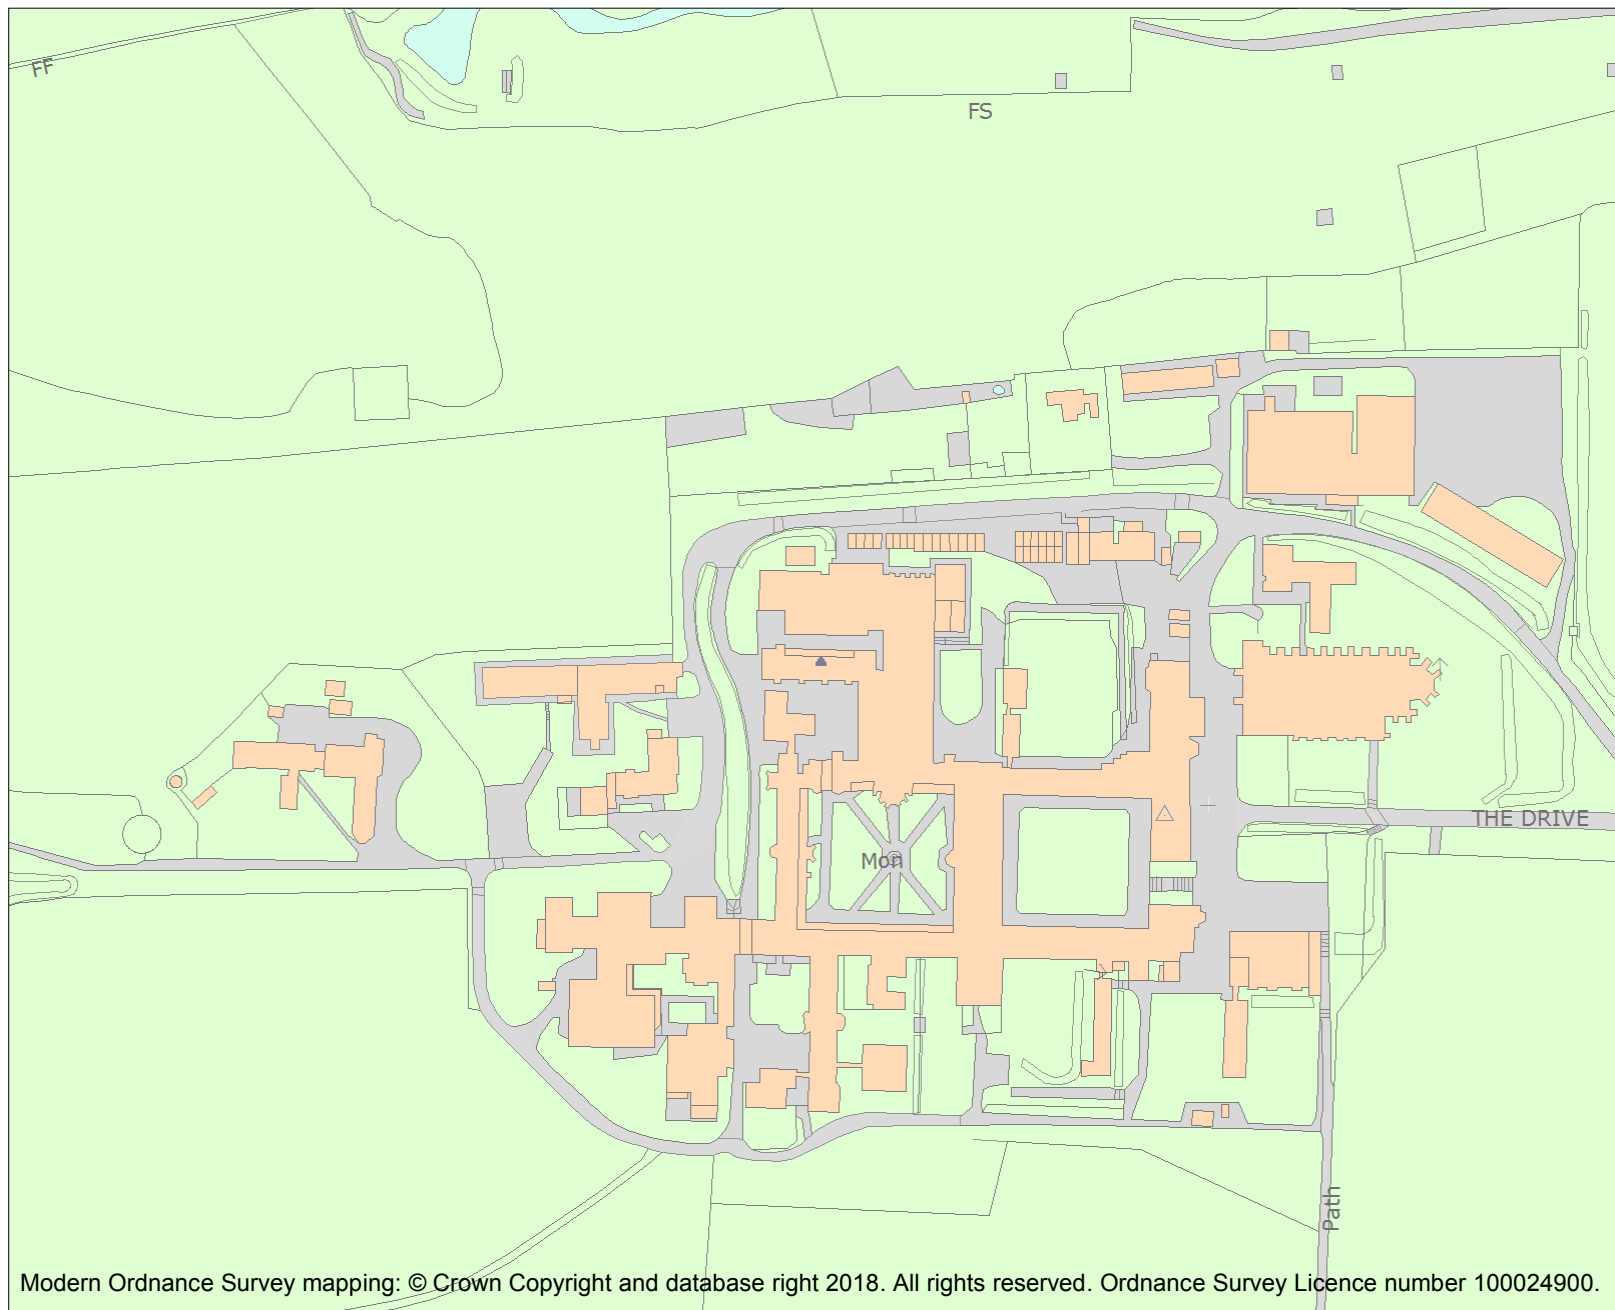 FF
FS
THE DRIVE
Mon
Path
Modern Ordnance Survey mapping: © Crown Copyright and database right 2018. All rights reserved. Ordnance Survey Licence number 100024900.